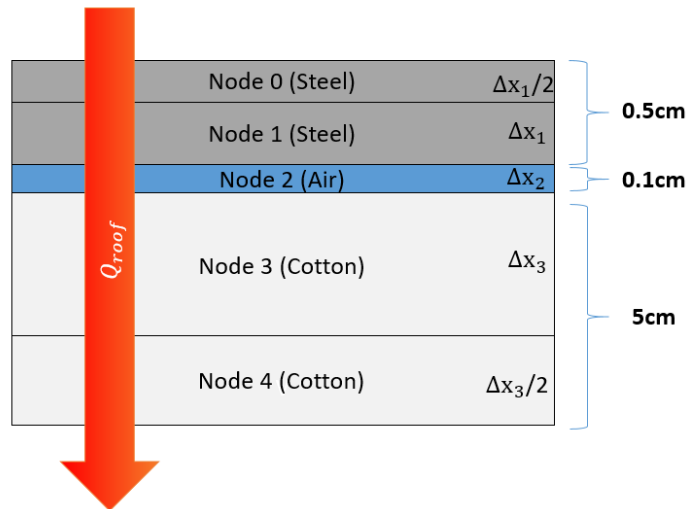 Node 0 (Steel)
Δx₁/2
0.5cm
Node 1 (Steel)
Δx₁
Node 2 (Air)
Δx₂
0.1cm
Q_roof
Node 3 (Cotton)
Δx₃
5cm
Node 4 (Cotton)
Δx₃/2